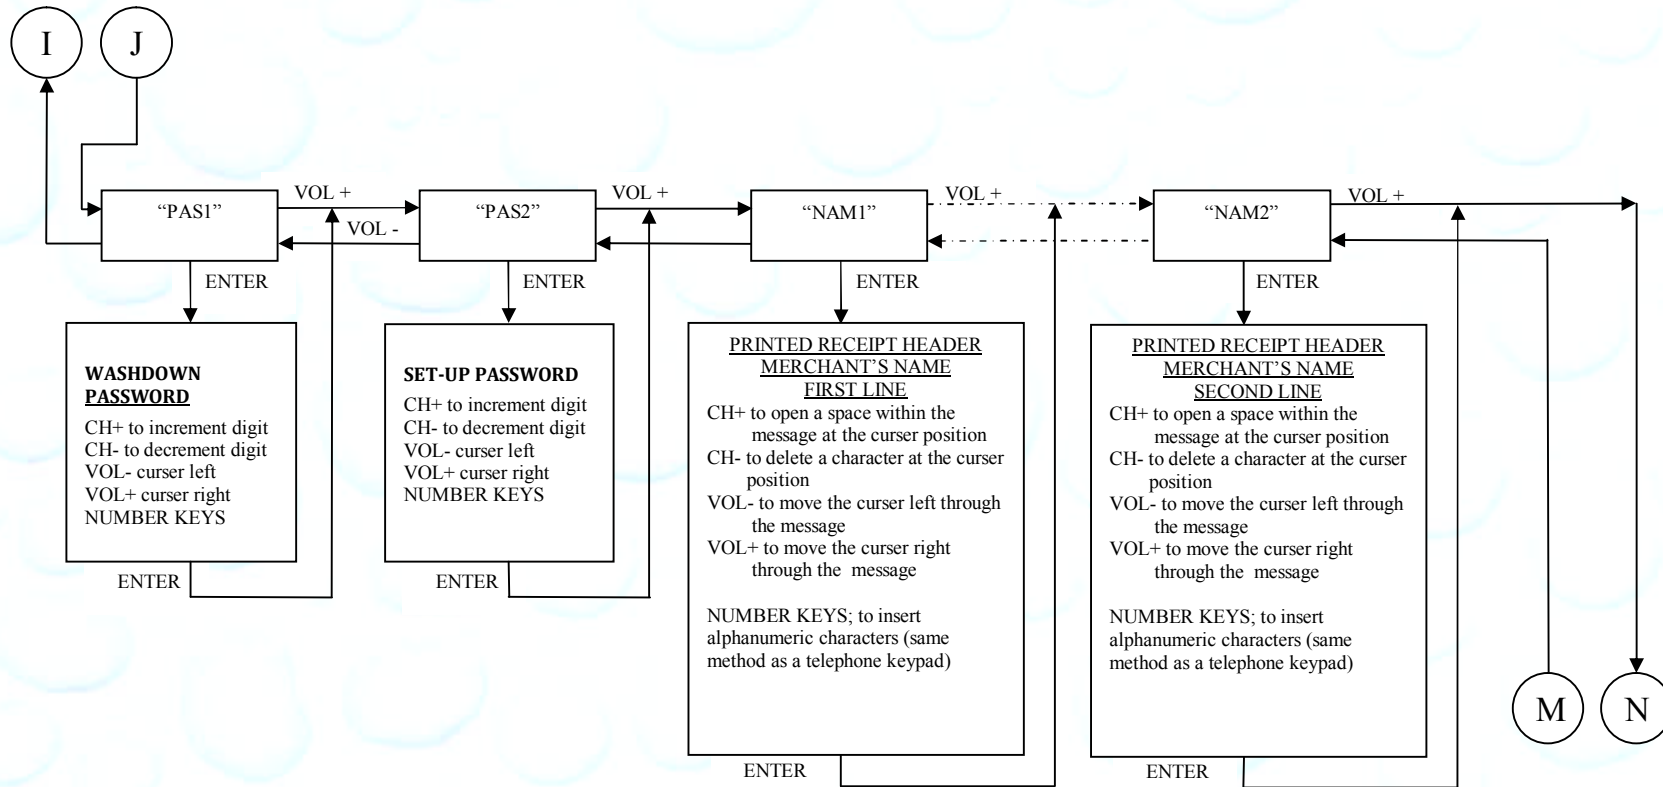 I
J
“PAS1”
VOL +
VOL -
“PAS2”
VOL +
“NAM1”
VOL +
“NAM2”
VOL +
ENTER
ENTER
ENTER
ENTER
WASHDOWN
PASSWORD
CH+ to increment digit
CH- to decrement digit
VOL- curser left
VOL+ curser right
NUMBER KEYS
ENTER
SET-UP PASSWORD
CH+ to increment digit
CH- to decrement digit
VOL- curser left
VOL+ curser right
NUMBER KEYS
ENTER
PRINTED RECEIPT HEADER
MERCHANT’S NAME
FIRST LINE
CH+ to open a space within the
message at the curser position
CH- to delete a character at the curser
position
VOL- to move the curser left through
the message
VOL+ to move the curser right
through the message
NUMBER KEYS; to insert
alphanumeric characters (same
method as a telephone keypad)
ENTER
PRINTED RECEIPT HEADER
MERCHANT’S NAME
SECOND LINE
CH+ to open a space within the
message at the curser position
CH- to delete a character at the curser
position
VOL- to move the curser left through
the message
VOL+ to move the curser right
through the message
NUMBER KEYS; to insert
alphanumeric characters (same
method as a telephone keypad)
ENTER
M
N